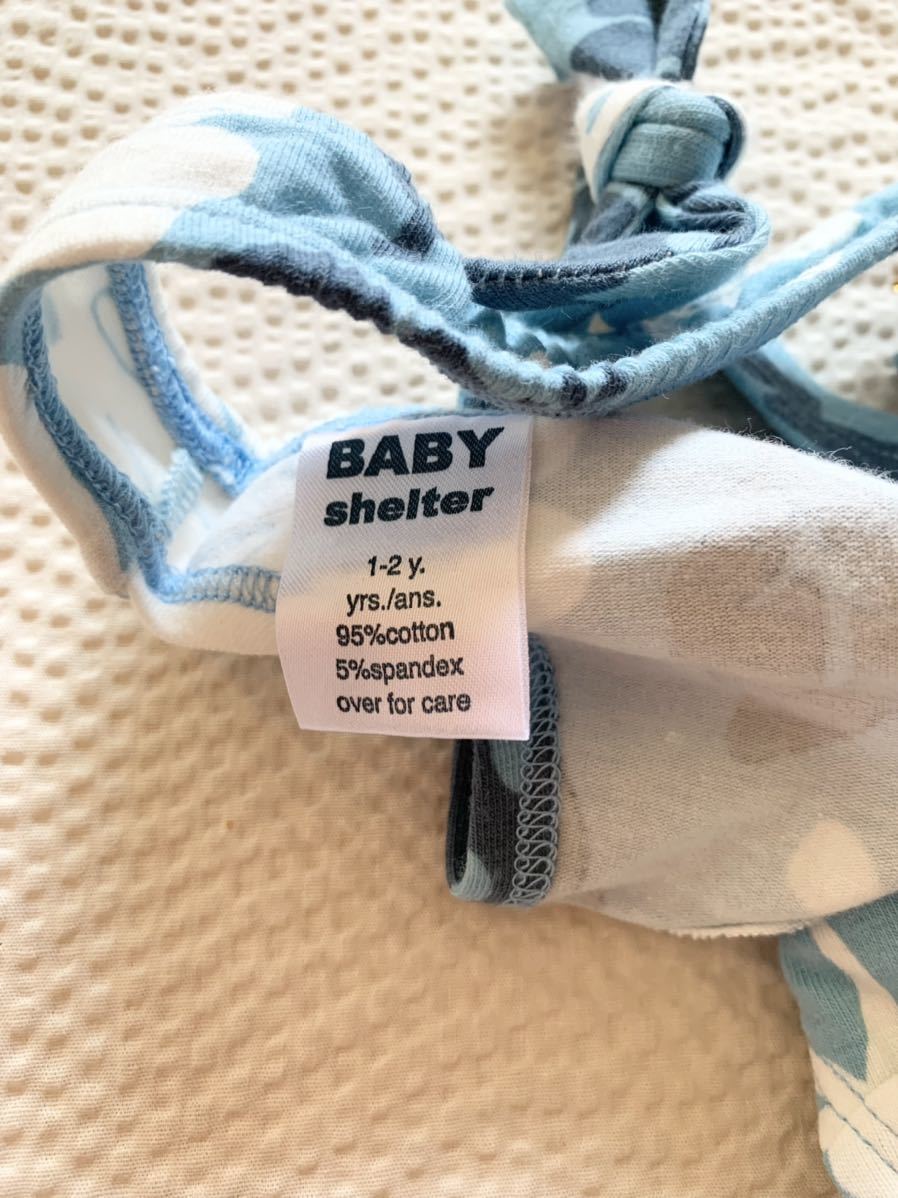 BABY
shelter
1-2 y.
yrs./ans.
95%cotton
5%spandex
over for care